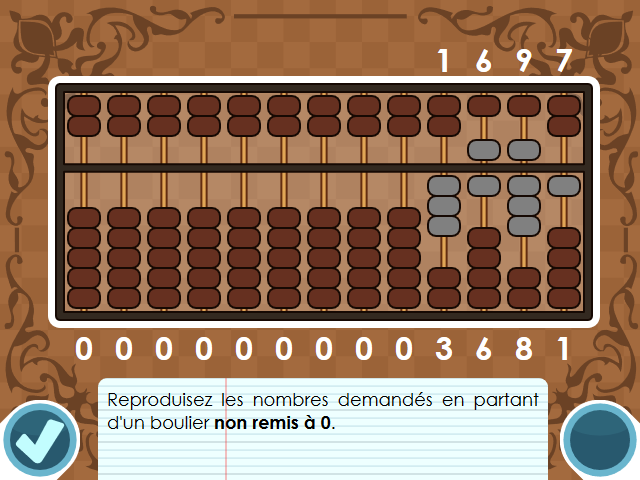 1 6 9 7
0 0 0 0 0 0 0 0 0 3 6 8 1
Reproduisez les nombres demandés en partant
d'un boulier non remis à 0.